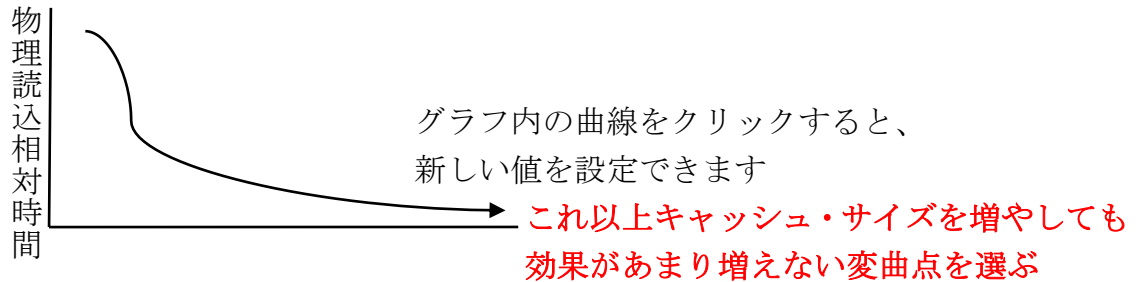 物理読込相対時間
グラフ内の曲線をクリックすると、
新しい値を設定できます
これ以上キャッシュ・サイズを増やしても
効果があまり増えない変曲点を選ぶ